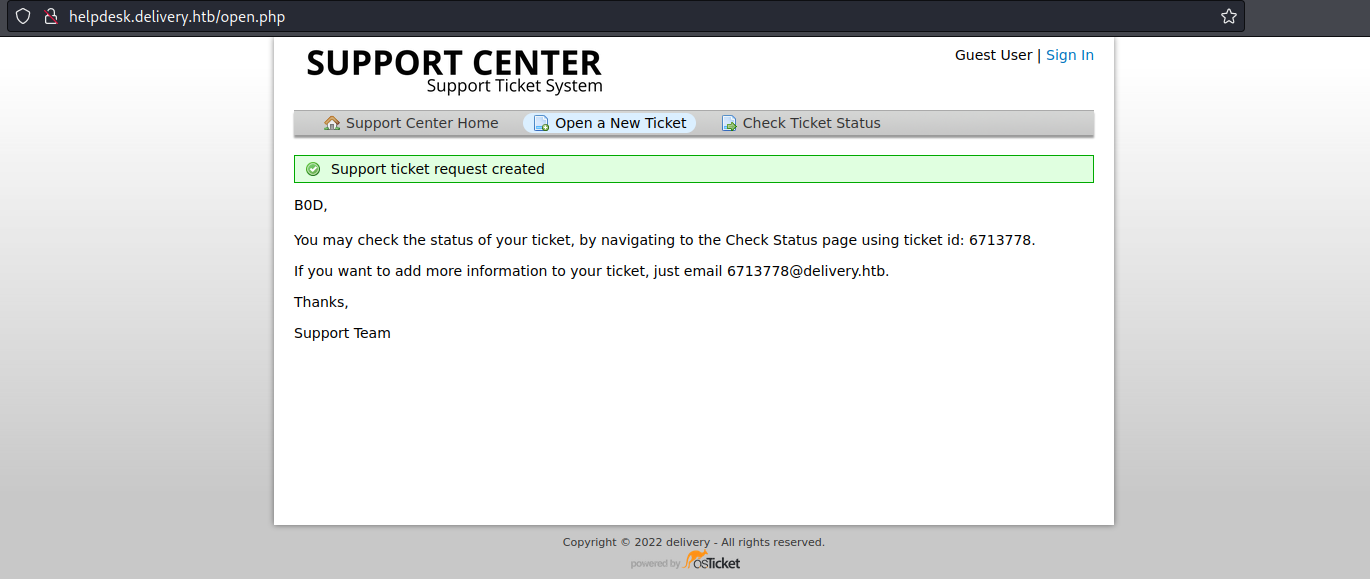 helpdesk.delivery.htb/open.php
SUPPORT CENTER
Support Ticket System
Guest User | Sign In
Support Center Home
Open a New Ticket
Check Ticket Status
Support ticket request created
B0D,
You may check the status of your ticket, by navigating to the Check Status page using ticket id: 6713778.
If you want to add more information to your ticket, just email 6713778@delivery.htb.
Thanks,
Support Team
Copyright © 2022 delivery - All rights reserved.
powered by osTicket